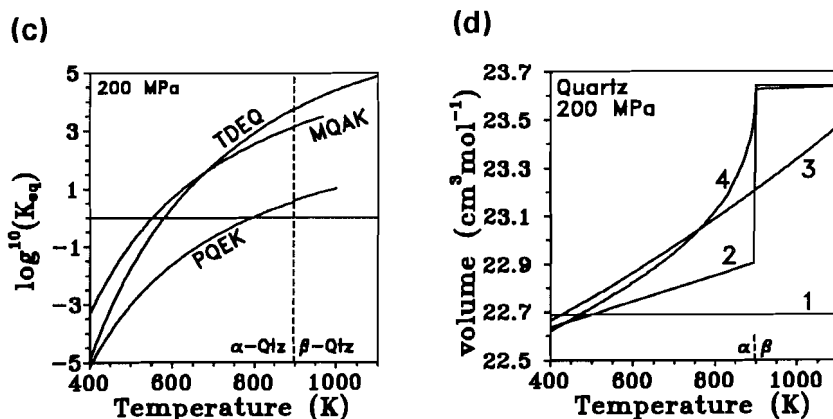 (c)
200 MPa
TDEQ
MQAK
PQEK
α-Qtz
β-Qtz
log¹⁰(Keq)
5
3
1
-1
-3
-5
400
600
800
1000
Temperature (K)
(d)
Quartz
200 MPa
4
3
2
1
α
β
volume (cm³mol⁻¹)
23.7
23.5
23.3
23.1
22.9
22.7
22.5
400
600
800
1000
Temperature (K)